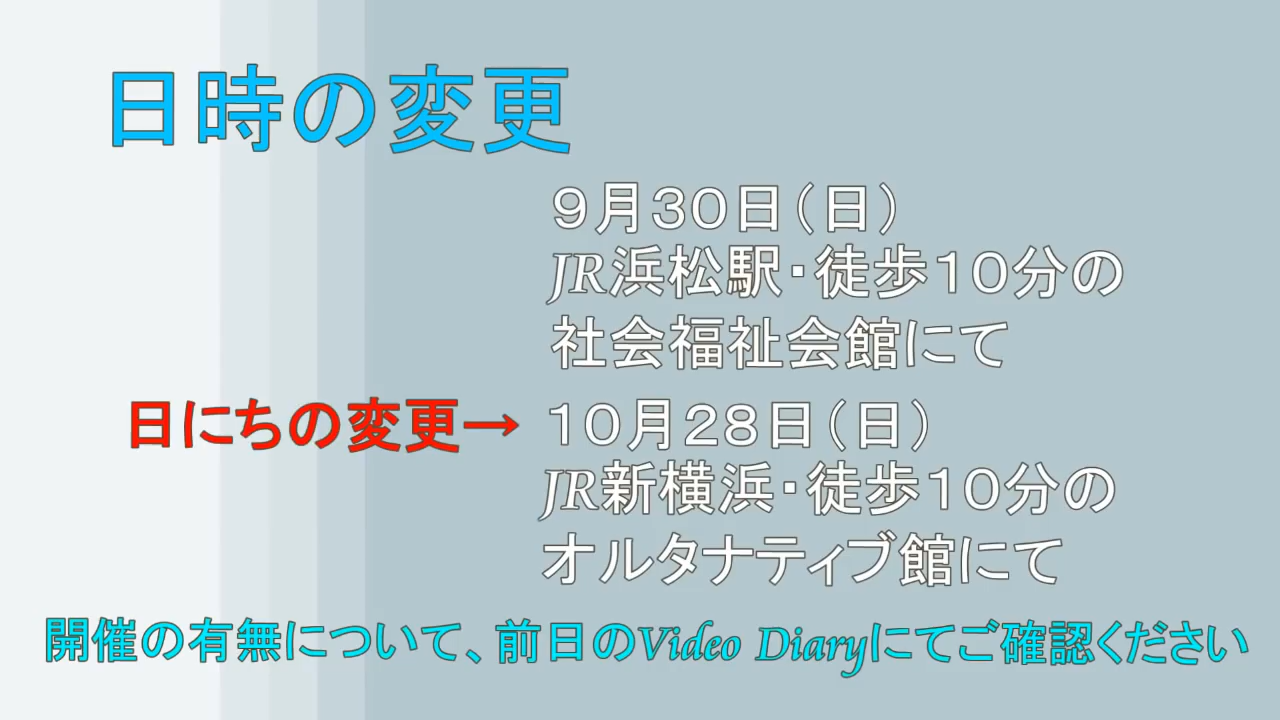 日時の変更
９月３０日（日）
JR浜松駅・徒歩１０分の
社会福祉会館にて
日にちの変更→ １０月２８日（日）
JR新横浜・徒歩１０分の
オルタナティブ館にて
開催の有無について、前日のVideo Diaryにてご確認ください